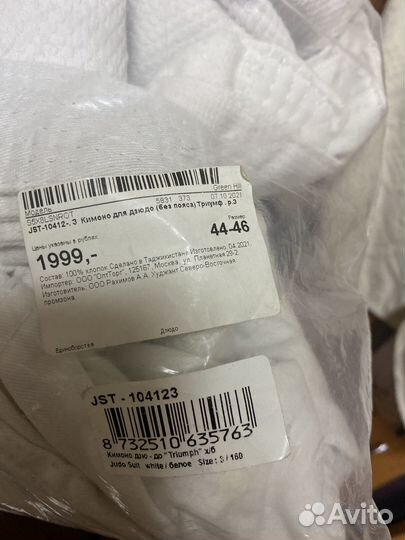 Модель
5831 373
Green Hill
S6X8LSNROT
07.10.2021
JST-10412-.3 Кимоно для дзюдо (без пояса) Триумф ,р.3
Цены указаны в рублях
Размер
44-46
1999,-
Состав: 100% хлопок.Сделано в Таджикистане Изготовлено, 04.2021.
Импортер: ООО "ОптТорг", 125167, Москва, ул. Планетная 29-2
Изготовитель: ООО Рахимов А.А. Худжант Северо-Восточная
промзона.
Дзюдо
Единоборства
JST - 104123
8 732510 635763
Кимоно дзю - до "Triumph" х/б
Judo Suit white / белое Size : 3 / 160
Avito